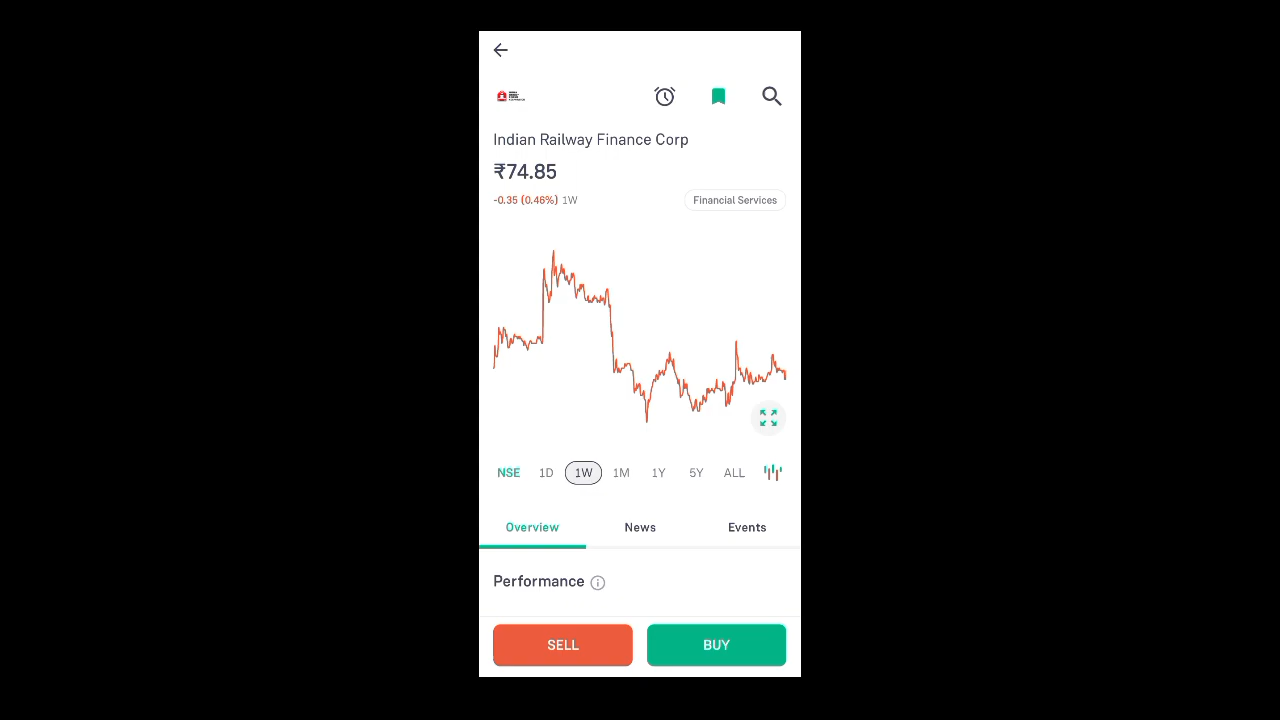 Indian Railway Finance Corp
₹74.85
-0.35 (0.46%) 1W
Financial Services
NSE 1D 1W 1M 1Y 5Y ALL
Overview News Events
Performance
SELL BUY